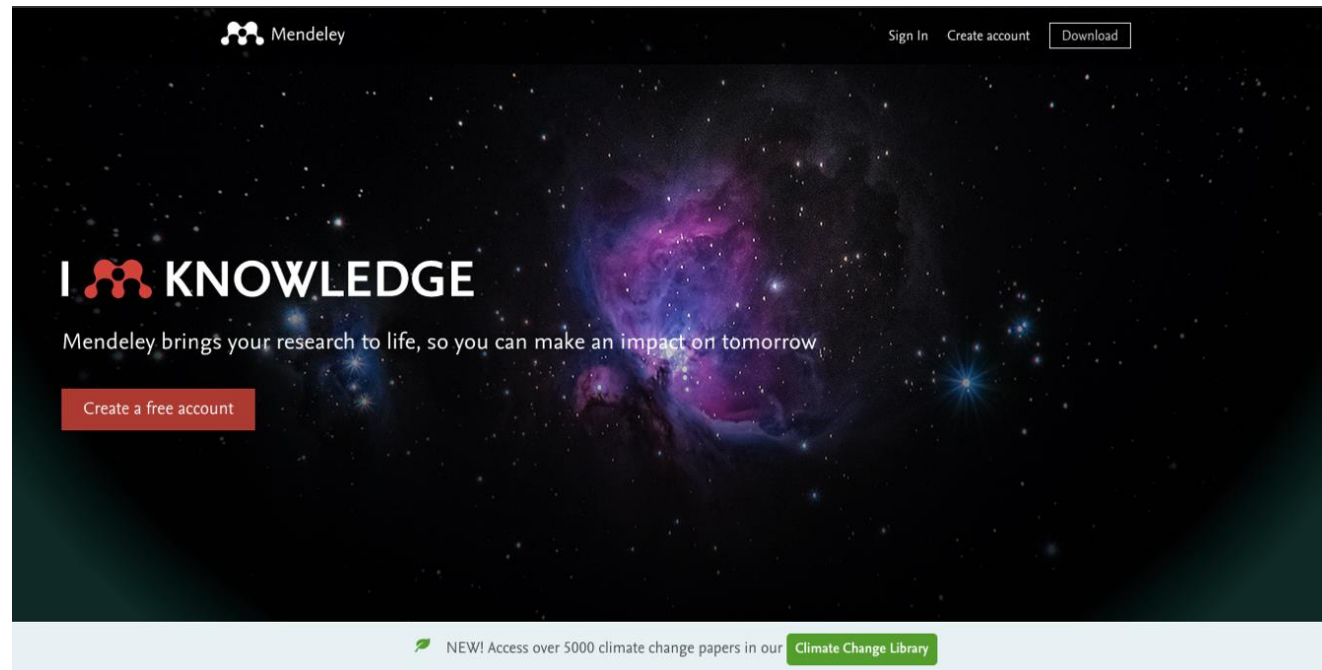 Mendeley
Sign In Create account Download
I KNOWLEDGE
Mendeley brings your research to life, so you can make an impact on tomorrow
Create a free account
NEW! Access over 5000 climate change papers in our Climate Change Library